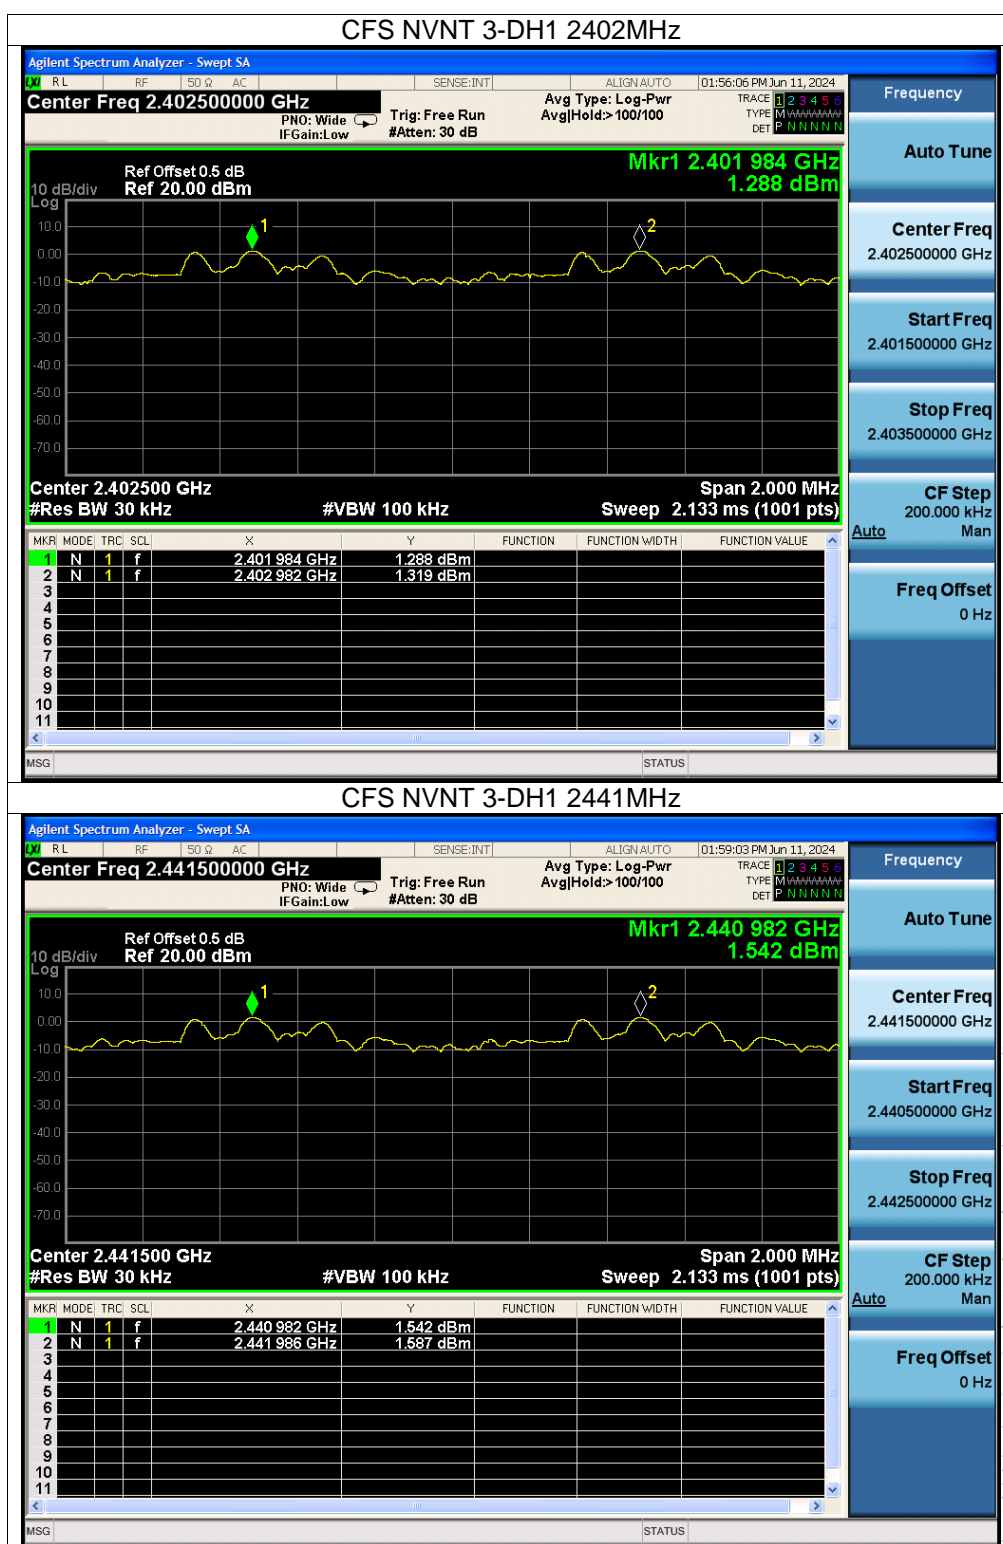 CFS NVNT 3-DH1 2402MHz
Agilent Spectrum Analyzer - Swept SA
LXI RL RF 50 Ω AC SENSE:INT ALIGN AUTO 01:56:06 PM Jun 11, 2024
Center Freq 2.402500000 GHz
PNO: Wide
IFGain:Low
Trig: Free Run
#Atten: 30 dB
Avg Type: Log-Pwr
Avg|Hold:>100/100
TRACE 1 2 3 4 5 6
TYPE M WWWWW
DET P N N N N N
Ref Offset 0.5 dB
10 dB/div Ref 20.00 dBm
Log
Mkr1 2.401 984 GHz
1.288 dBm
1
2
10.0
0.00
-10.0
-20.0
-30.0
-40.0
-50.0
-60.0
-70.0
Center 2.402500 GHz Span 2.000 MHz
#Res BW 30 kHz #VBW 100 kHz Sweep 2.133 ms (1001 pts)
MKR MODE TRC SCL X Y FUNCTION FUNCTION WIDTH FUNCTION VALUE
1 N 1 f 2.401 984 GHz 1.288 dBm
2 N 1 f 2.402 982 GHz 1.319 dBm
3
4
5
6
7
8
9
10
11
MSG STATUS
Frequency
Auto Tune
Center Freq
2.402500000 GHz
Start Freq
2.401500000 GHz
Stop Freq
2.403500000 GHz
CF Step
200.000 kHz
Auto Man
Freq Offset
0 Hz
CFS NVNT 3-DH1 2441MHz
Agilent Spectrum Analyzer - Swept SA
LXI RL RF 50 Ω AC SENSE:INT ALIGN AUTO 01:59:03 PM Jun 11, 2024
Center Freq 2.441500000 GHz
PNO: Wide
IFGain:Low
Trig: Free Run
#Atten: 30 dB
Avg Type: Log-Pwr
Avg|Hold:>100/100
TRACE 1 2 3 4 5 6
TYPE M WWWWW
DET P N N N N N
Ref Offset 0.5 dB
10 dB/div Ref 20.00 dBm
Log
Mkr1 2.440 982 GHz
1.542 dBm
1
2
10.0
0.00
-10.0
-20.0
-30.0
-40.0
-50.0
-60.0
-70.0
Center 2.441500 GHz Span 2.000 MHz
#Res BW 30 kHz #VBW 100 kHz Sweep 2.133 ms (1001 pts)
MKR MODE TRC SCL X Y FUNCTION FUNCTION WIDTH FUNCTION VALUE
1 N 1 f 2.440 982 GHz 1.542 dBm
2 N 1 f 2.441 986 GHz 1.587 dBm
3
4
5
6
7
8
9
10
11
MSG STATUS
Frequency
Auto Tune
Center Freq
2.441500000 GHz
Start Freq
2.440500000 GHz
Stop Freq
2.442500000 GHz
CF Step
200.000 kHz
Auto Man
Freq Offset
0 Hz